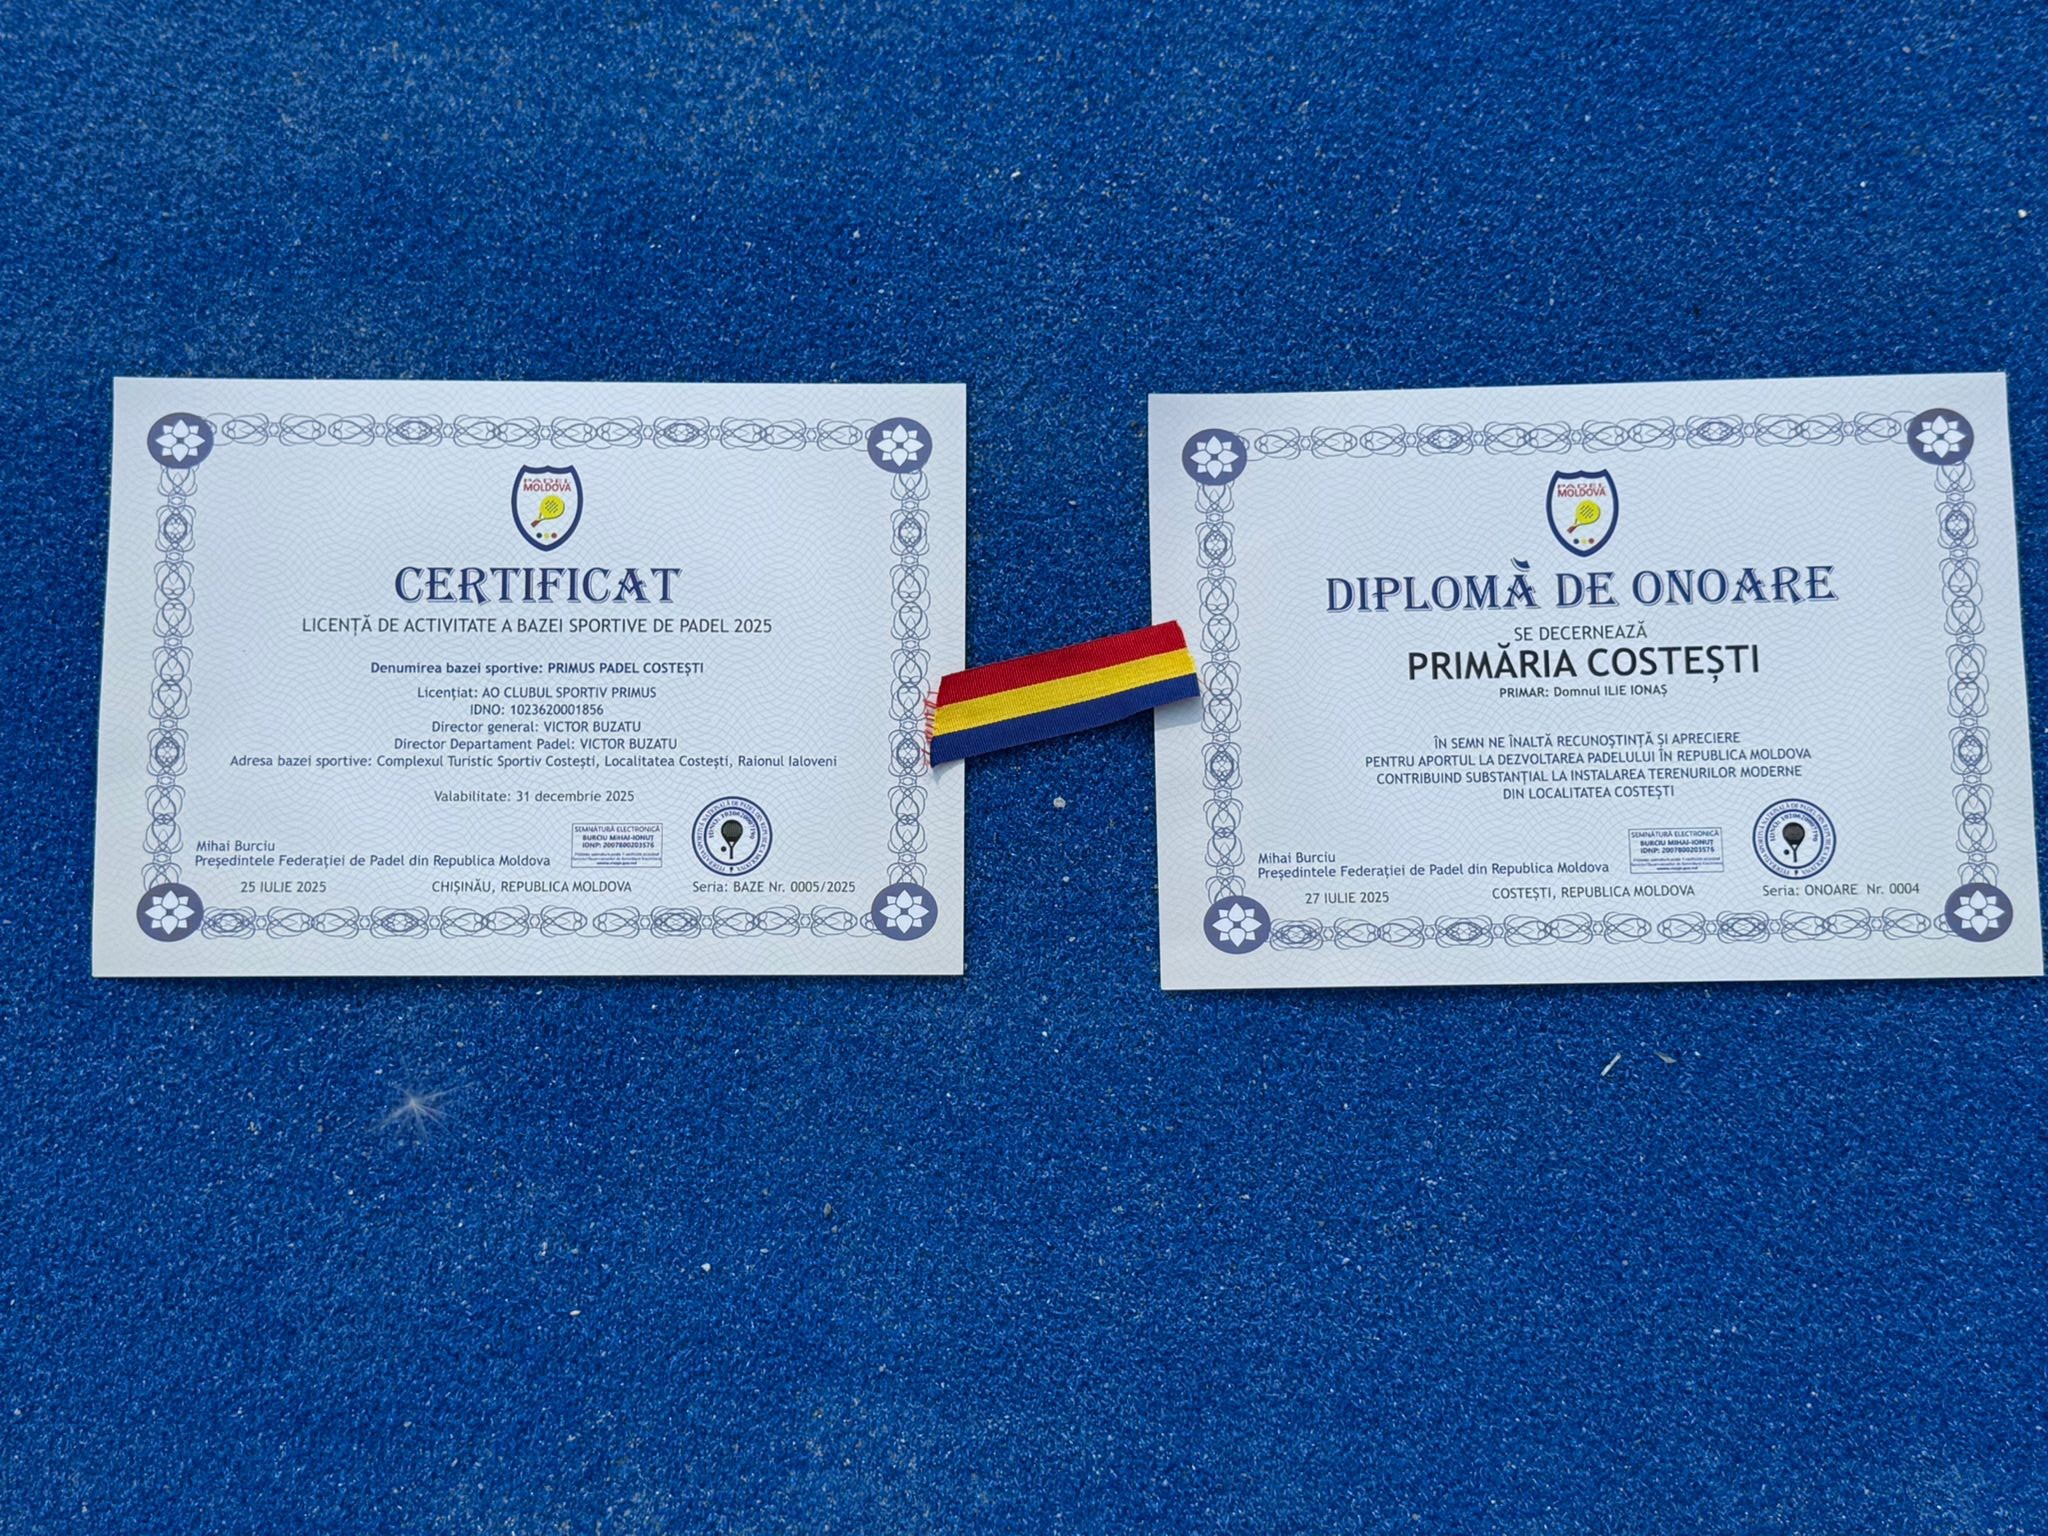 PADEL
MOLDOVA
CERTIFICAT
LICENȚĂ DE ACTIVITATE A BAZEI SPORTIVE DE PADEL 2025
Denumirea bazei sportive: PRIMUS PADEL COSTEȘTI
Licențiat: AO CLUBUL SPORTIV PRIMUS
IDNO: 1023620001856
Director general: VICTOR BUZATU
Director Departament Padel: VICTOR BUZATU
Adresa bazei sportive: Complexul Turistic Sportiv Costești, Localitatea Costești, Raionul Ialoveni
Valabilitate: 31 decembrie 2025
SEMNĂTURĂ ELECTRONICĂ
BURCIU MIHAI-IONUȚ
IDNP: 2007800203576
Mihai Burciu
Președintele Federației de Padel din Republica Moldova
25 IULIE 2025
CHIȘINĂU, REPUBLICA MOLDOVA
Seria: BAZE Nr. 0005/2025
PADEL
MOLDOVA
DIPLOMĂ DE ONOARE
SE DECERNEAZĂ
PRIMĂRIA COSTEȘTI
PRIMAR: Domnul ILIE IONAȘ
ÎN SEMN NE ÎNALTĂ RECUNOȘTINȚĂ ȘI APRECIERE
PENTRU APORTUL LA DEZVOLTAREA PADELULUI ÎN REPUBLICA MOLDOVA
CONTRIBUIND SUBSTANȚIAL LA INSTALAREA TERENURILOR MODERNE
DIN LOCALITATEA COSTEȘTI
SEMNĂTURĂ ELECTRONICĂ
BURCIU MIHAI-IONUȚ
IDNP: 2007800203576
Mihai Burciu
Președintele Federației de Padel din Republica Moldova
27 IULIE 2025
COSTEȘTI, REPUBLICA MOLDOVA
Seria: ONOARE Nr. 0004